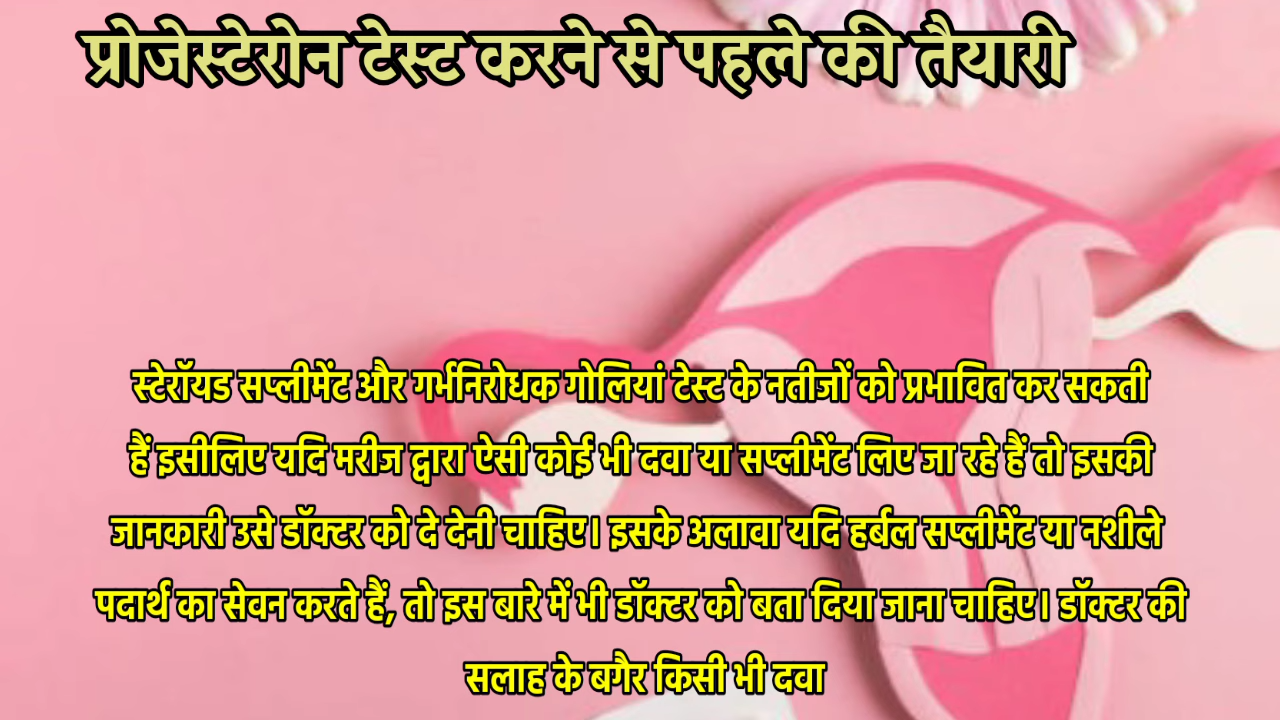 प्रोजेस्टेरोन टेस्ट करने से पहले की तैयारी
स्टेरॉयड सप्लीमेंट और गर्भनिरोधक गोलियां टेस्ट के नतीजों को प्रभावित कर सकती
हैं इसीलिए यदि मरीज द्वारा ऐसी कोई भी दवा या सप्लीमेंट लिए जा रहे हैं तो इसकी
जानकारी उसे डॉक्टर को दे देनी चाहिए। इसके अलावा यदि हर्बल सप्लीमेंट या नशीले
पदार्थ का सेवन करते हैं, तो इस बारे में भी डॉक्टर को बता दिया जाना चाहिए। डॉक्टर की
सलाह के बगैर किसी भी दवा